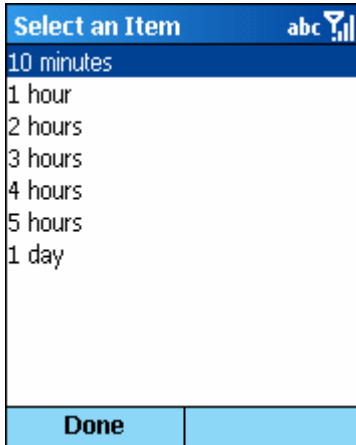 Select an Item abc
10 minutes
1 hour
2 hours
3 hours
4 hours
5 hours
1 day
Done